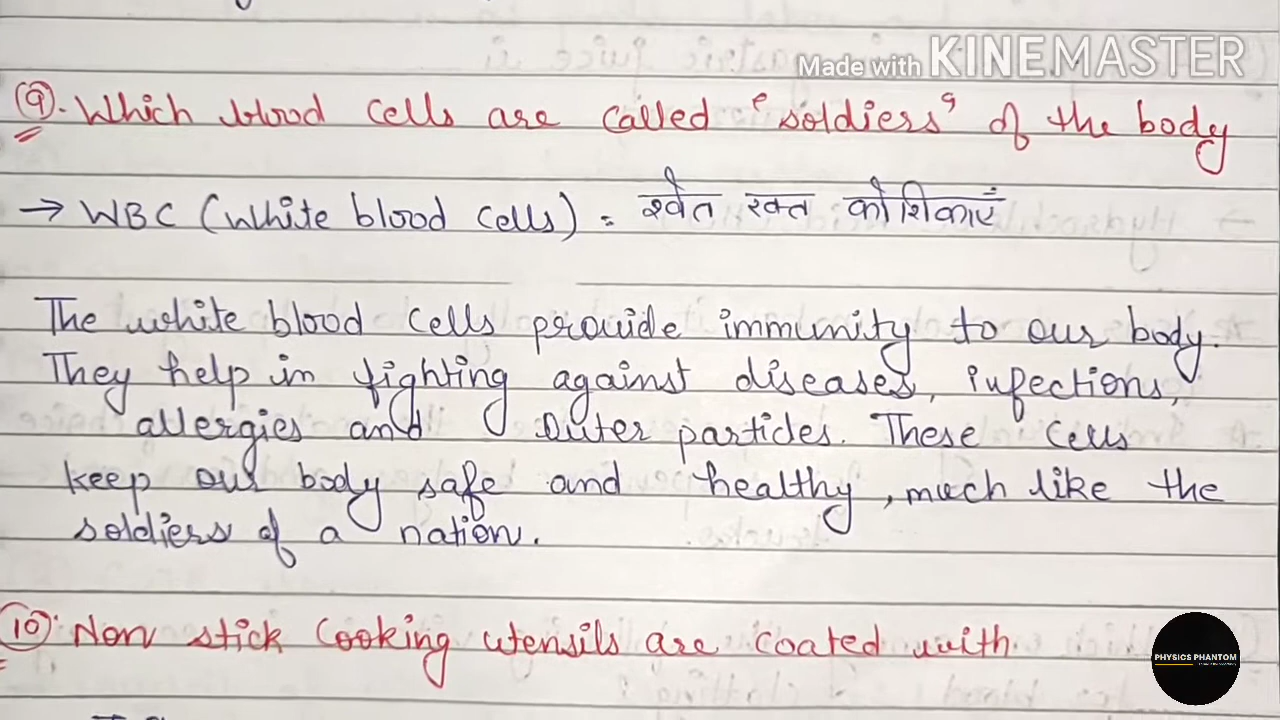 Made with KINEMASTER
(9). Which blood cells are called "soldiers" of the body
→ WBC (White blood cells) = श्वेत रक्त कोशिकाएं
The white blood cells provide immunity to our body.
They help in fighting against diseases, infections,
allergies and outer particles. These cells
keep our body safe and healthy, much like the
soldiers of a nation.
(10). Non stick cooking utensils are coated with
PHYSICS PHANTOM